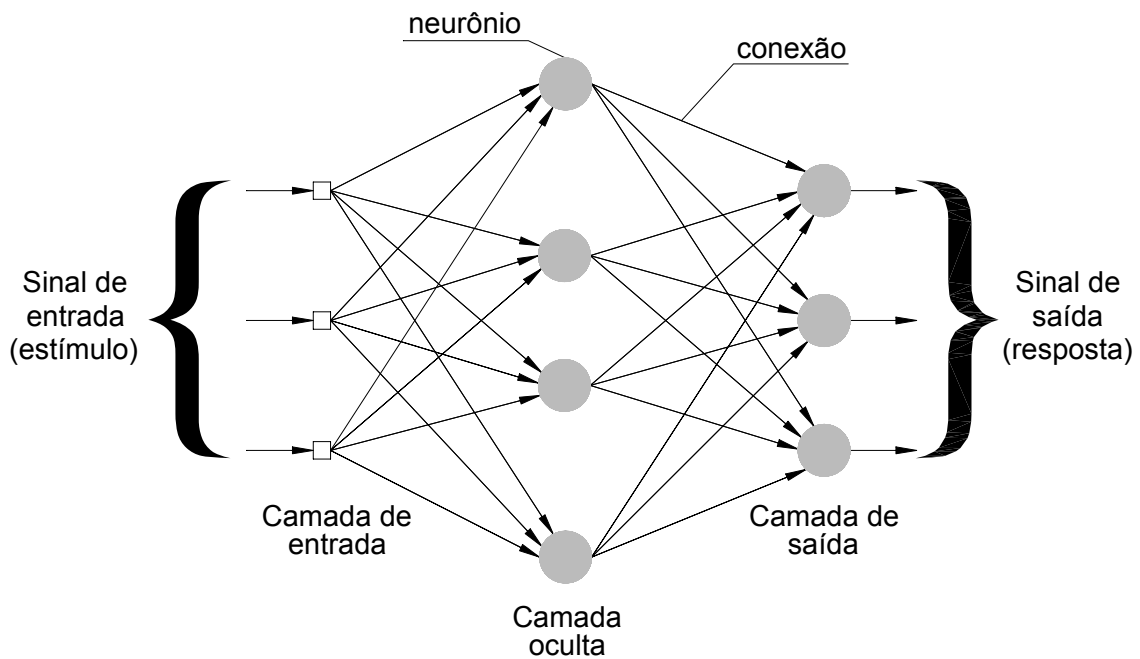 neurônio
conexão
Sinal de
entrada
(estímulo)
Sinal de
saída
(resposta)
Camada de
entrada
Camada de
saída
Camada
oculta